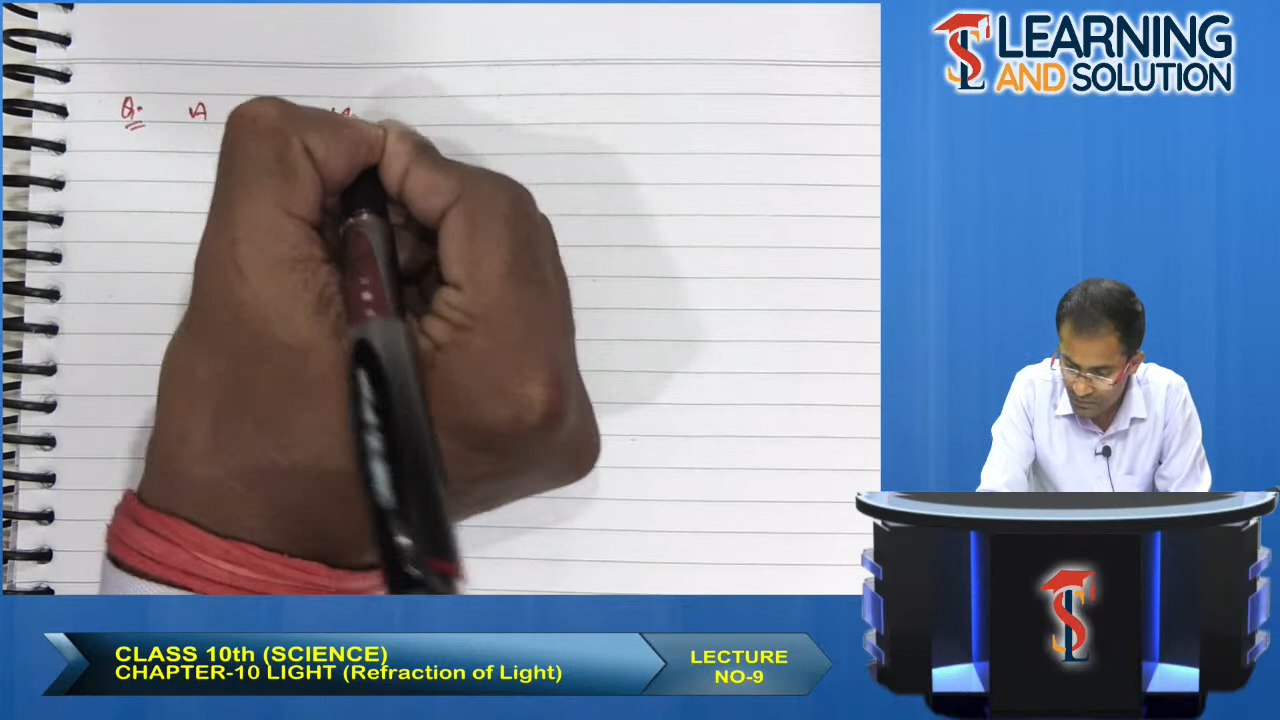 LEARNING
AND SOLUTION
Q. A
CLASS 10th (SCIENCE)
CHAPTER-10 LIGHT (Refraction of Light)
LECTURE
NO-9